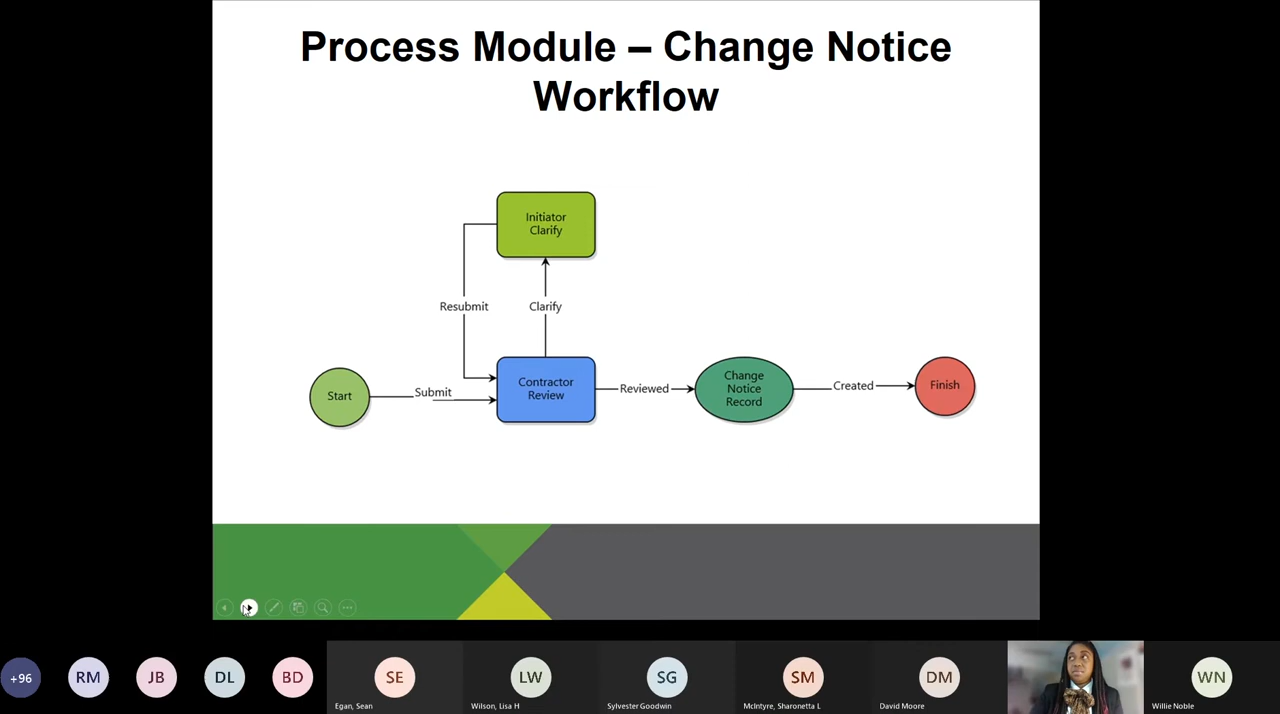 Process Module – Change Notice
Workflow
Initiator
Clarify
Resubmit
Clarify
Start
Submit
Contractor
Review
Reviewed
Change
Notice
Record
Created
Finish
+96
RM
JB
DL
BD
SE
LW
SG
SM
DM
WN
Egan, Sean
Wilson, Lisa H
Sylvester Goodwin
McIntyre, Sharonetta L
David Moore
Willie Noble